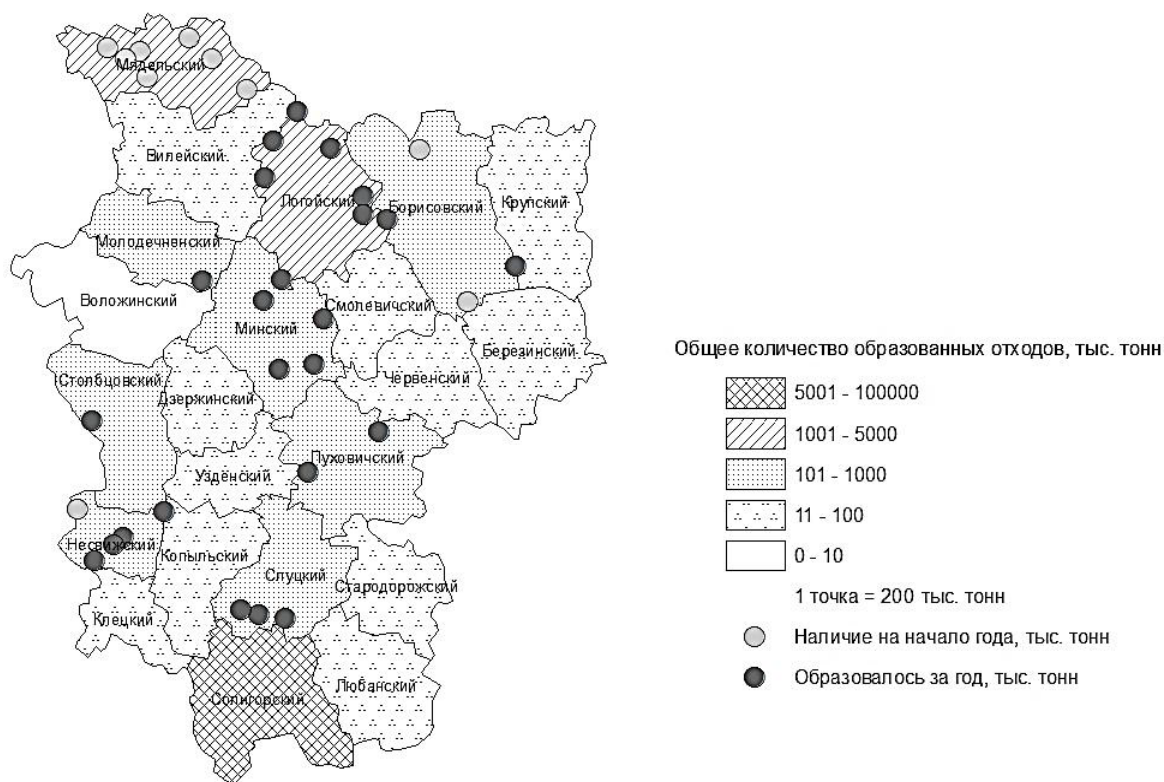 Мядельский
Вилейский
Логойский
Борисовский
Крупский
Молодечненский
Воложинский
Смолевичский
Минский
Березинский
Столбцовский
Дзержинский
Червенский
Пуховичский
Узденский
Несвижский
Копыльский
Слуцкий
Стародорожский
Клецкий
Солигорский
Любанский
Общее количество образованных отходов, тыс. тонн
5001 - 100000
1001 - 5000
101 - 1000
11 - 100
0 - 10
1 точка = 200 тыс. тонн
Наличие на начало года, тыс. тонн
Образовалось за год, тыс. тонн